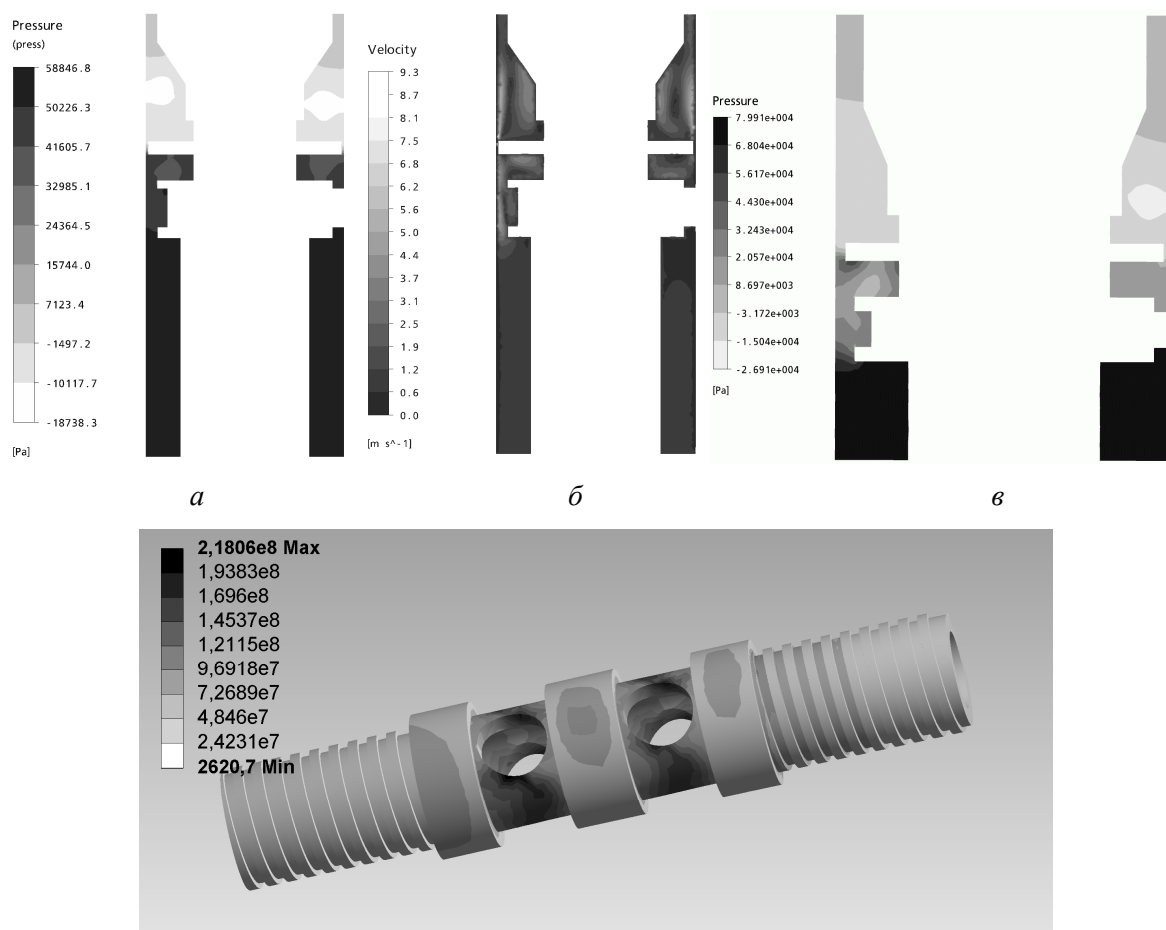 Pressure
(press)
58846.8
50226.3
41605.7
32985.1
24364.5
15744.0
7123.4
-1497.2
-10117.7
-18738.3
[Pa]
Velocity
9.3
8.7
8.1
7.5
6.8
6.2
5.6
5.0
4.4
3.7
3.1
2.5
1.9
1.2
0.6
0.0
[m s^-1]
Pressure
7.991e+004
6.804e+004
5.617e+004
4.430e+004
3.243e+004
2.057e+004
8.697e+003
-3.172e+003
-1.504e+004
-2.691e+004
[Pa]
а
б
в
2,1806e8 Max
1,9383e8
1,696e8
1,4537e8
1,2115e8
9,6918e7
7,2689e7
4,846e7
2,4231e7
2620,7 Min